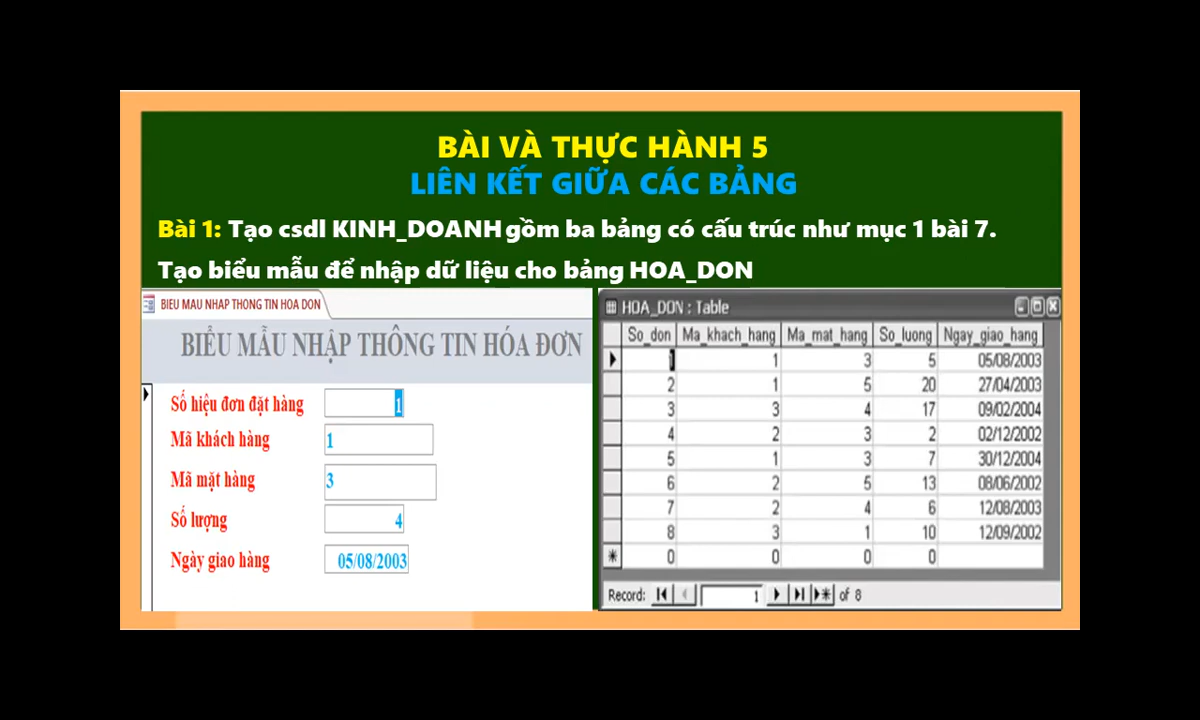 BÀI VÀ THỰC HÀNH 5
LIÊN KẾT GIỮA CÁC BẢNG
Bài 1: Tạo csdl KINH_DOANH gồm ba bảng có cấu trúc như mục 1 bài 7.
Tạo biểu mẫu để nhập dữ liệu cho bảng HOA_DON
BIEU MAU NHAP THONG TIN HOA DON
BIỂU MẪU NHẬP THÔNG TIN HÓA ĐƠN
Số hiệu đơn đặt hàng 1
Mã khách hàng 1
Mã mặt hàng 3
Số lượng 4
Ngày giao hàng 05/08/2003
HOA_DON : Table
So_don Ma_khach_hang Ma_mat_hang So_luong Ngay_giao_hang
1 1 3 5 05/08/2003
2 1 5 20 27/04/2003
3 3 4 17 09/02/2004
4 2 3 2 02/12/2002
5 1 3 7 30/12/2004
6 2 5 13 08/06/2002
7 2 4 6 12/08/2003
8 3 1 10 12/09/2002
0 0 0 0
Record: 1 of 8